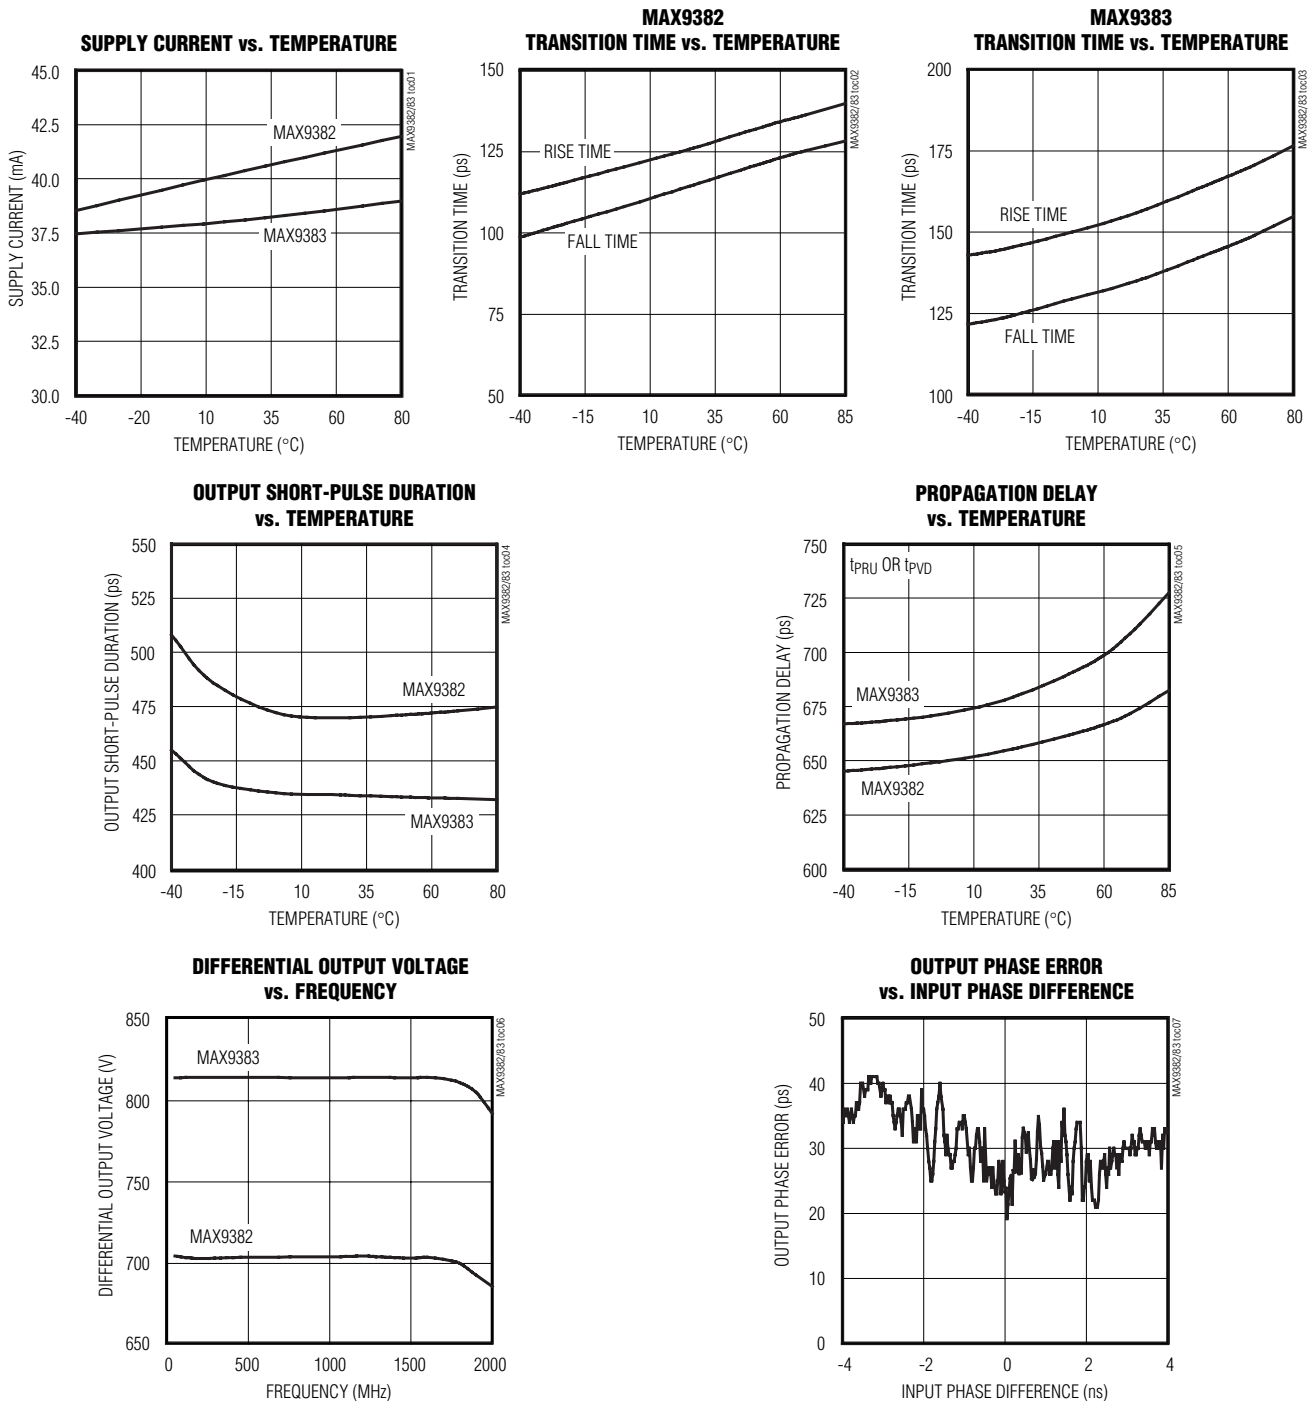 SUPPLY CURRENT vs. TEMPERATURE
45.0
42.5
40.0
37.5
35.0
32.5
30.0
SUPPLY CURRENT (mA)
MAX9382
MAX9383
-40 -20 10 35 60 80
TEMPERATURE (°C)
MAX9382/83 toc01
MAX9382
TRANSITION TIME vs. TEMPERATURE
150
125
100
75
50
TRANSITION TIME (ps)
RISE TIME
FALL TIME
-40 -15 10 35 60 85
TEMPERATURE (°C)
MAX9382/83 toc02
MAX9383
TRANSITION TIME vs. TEMPERATURE
200
175
150
125
100
TRANSITION TIME (ps)
RISE TIME
FALL TIME
-40 -15 10 35 60 80
TEMPERATURE (°C)
MAX9382/83 toc03
OUTPUT SHORT-PULSE DURATION
vs. TEMPERATURE
550
525
500
475
450
425
400
OUTPUT SHORT-PULSE DURATION (ps)
MAX9382
MAX9383
-40 -15 10 35 60 80
TEMPERATURE (°C)
MAX9382/83 toc04
PROPAGATION DELAY
vs. TEMPERATURE
750
725
700
675
650
625
600
PROPAGATION DELAY (ps)
tPRU OR tPVD
MAX9383
MAX9382
-40 -15 10 35 60 85
TEMPERATURE (°C)
MAX9382/83 toc05
DIFFERENTIAL OUTPUT VOLTAGE
vs. FREQUENCY
850
800
750
700
650
DIFFERENTIAL OUTPUT VOLTAGE (V)
MAX9383
MAX9382
0 500 1000 1500 2000
FREQUENCY (MHz)
MAX9382/83 toc06
OUTPUT PHASE ERROR
vs. INPUT PHASE DIFFERENCE
50
40
30
20
10
0
OUTPUT PHASE ERROR (ps)
-4 -2 0 2 4
INPUT PHASE DIFFERENCE (ns)
MAX9382/83 toc07